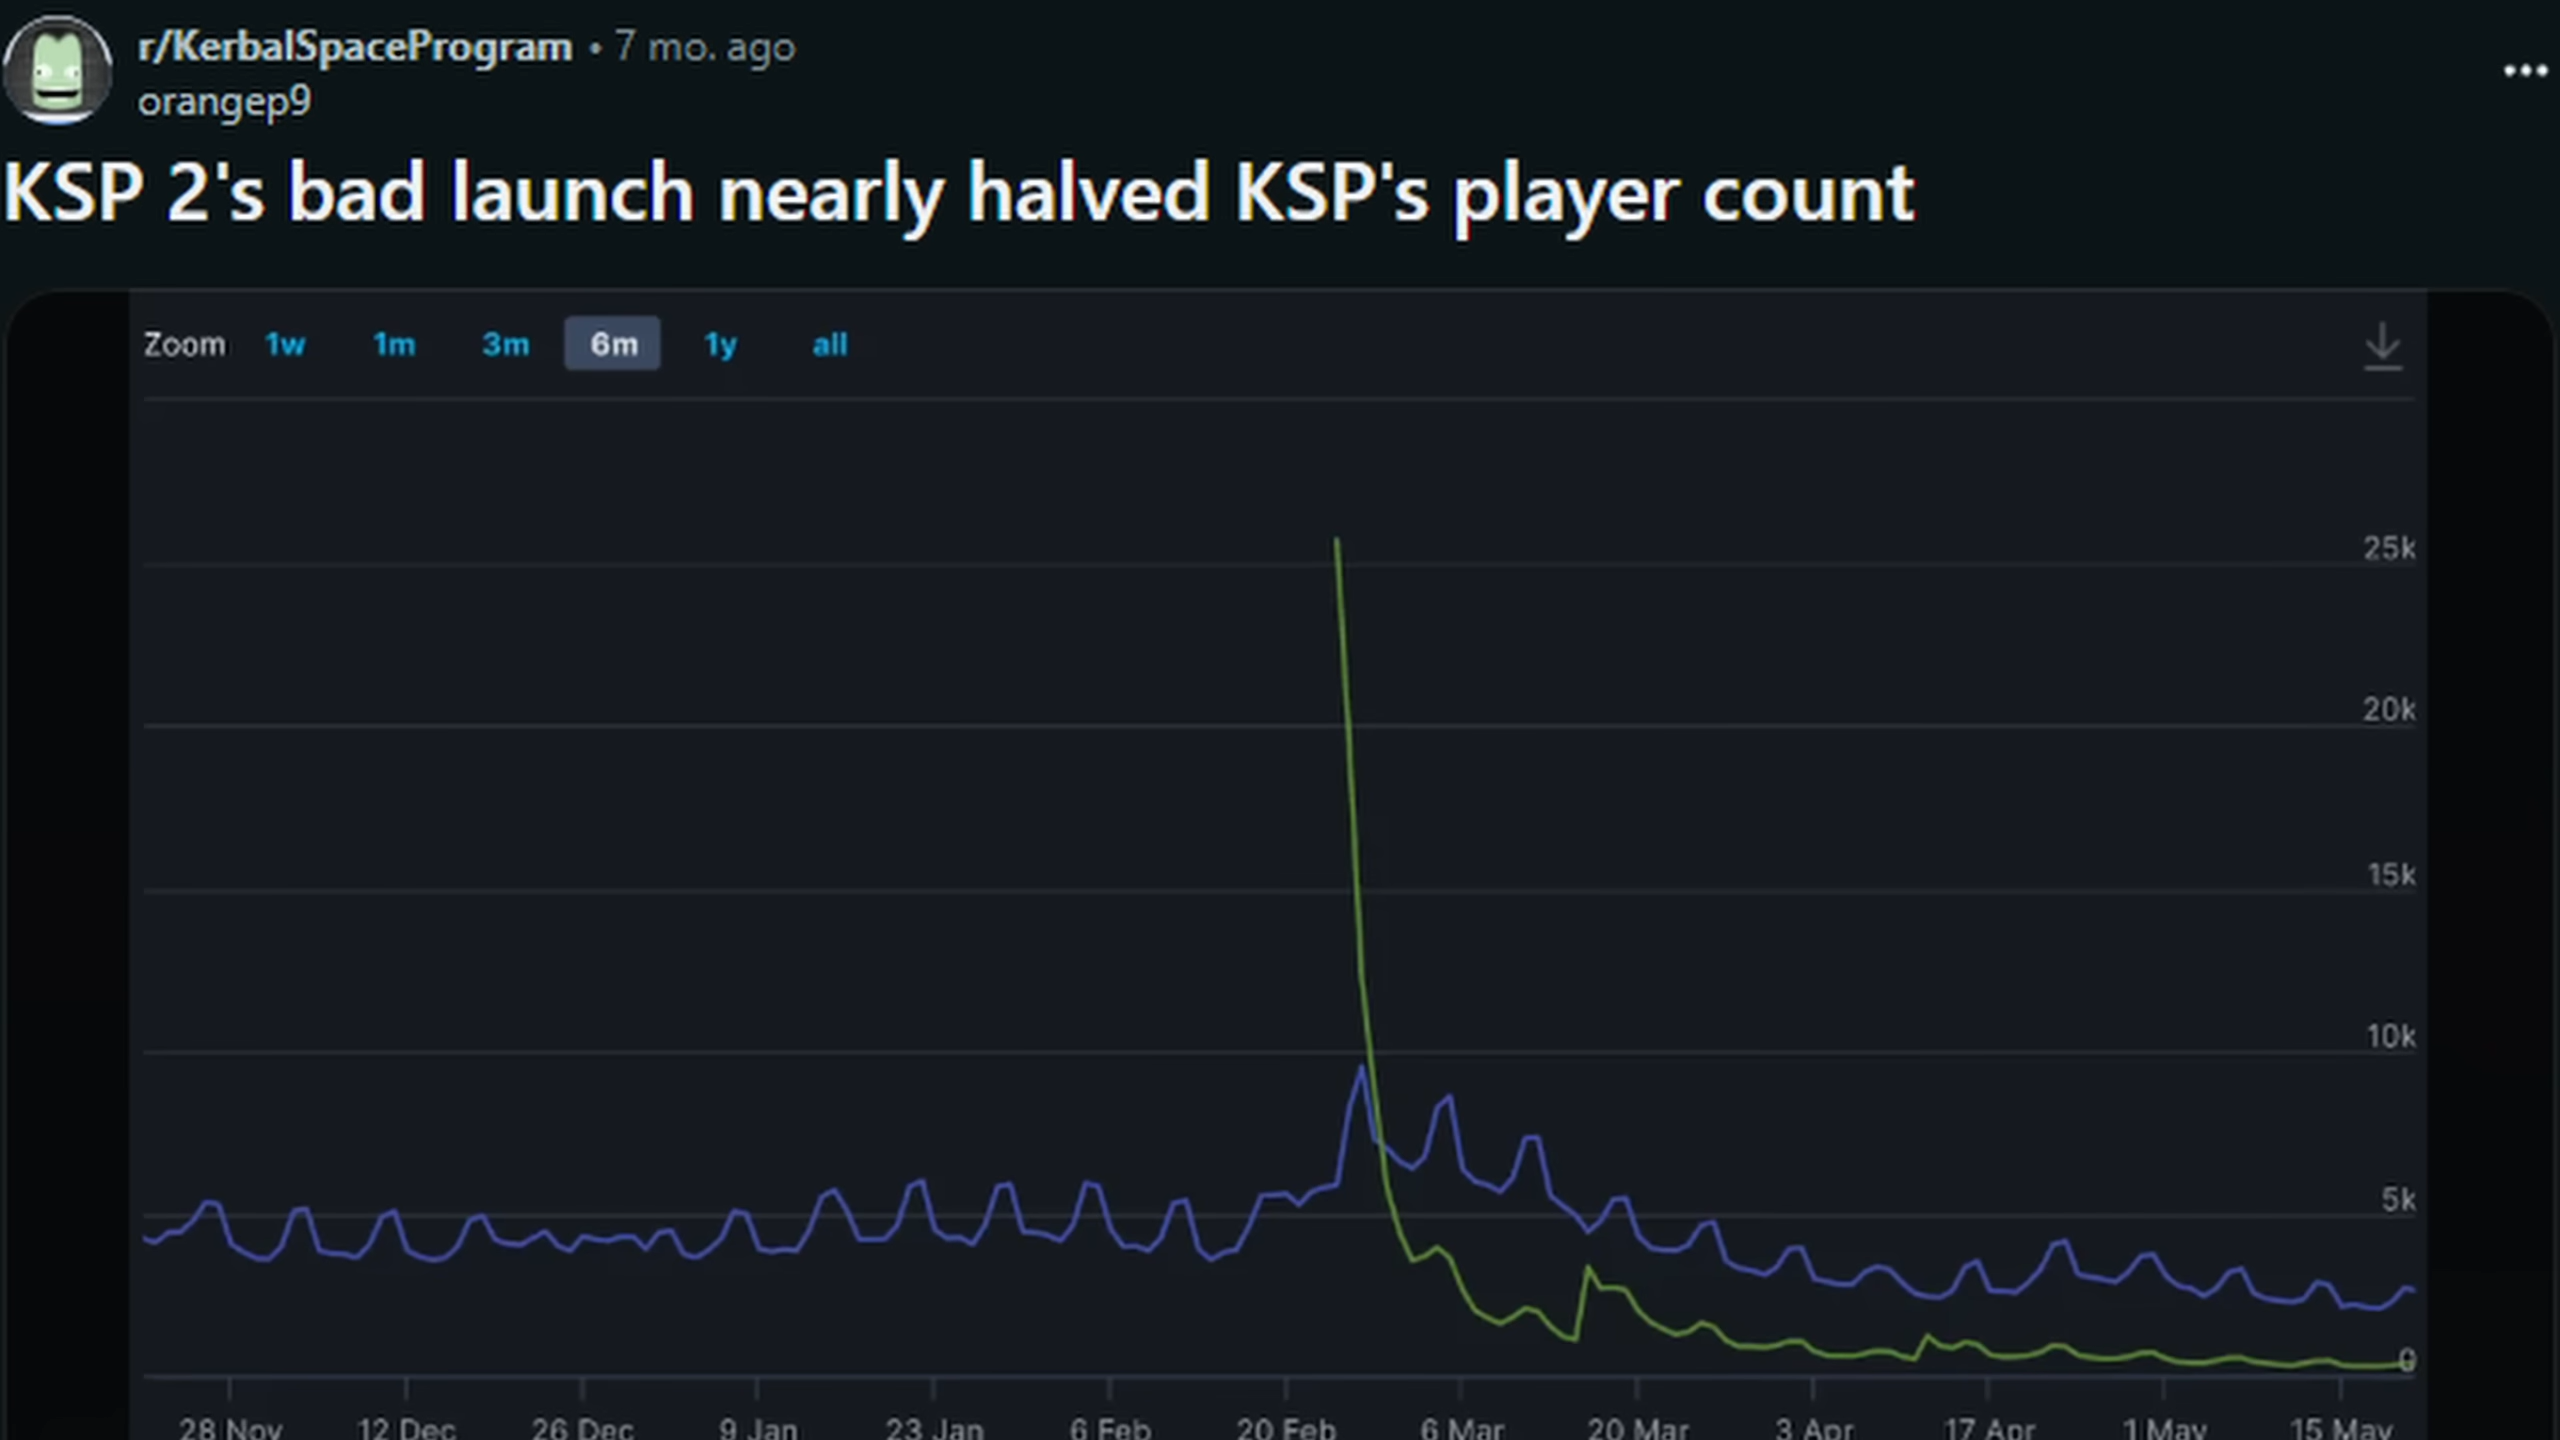 r/KerbalSpaceProgram • 7 mo. ago
orangep9
KSP 2's bad launch nearly halved KSP's player count
Zoom 1w 1m 3m 6m 1y all
25k
20k
15k
10k
5k
0
28 Nov 12 Dec 26 Dec 9 Jan 23 Jan 6 Feb 20 Feb 6 Mar 20 Mar 3 Apr 17 Apr 1 May 15 May